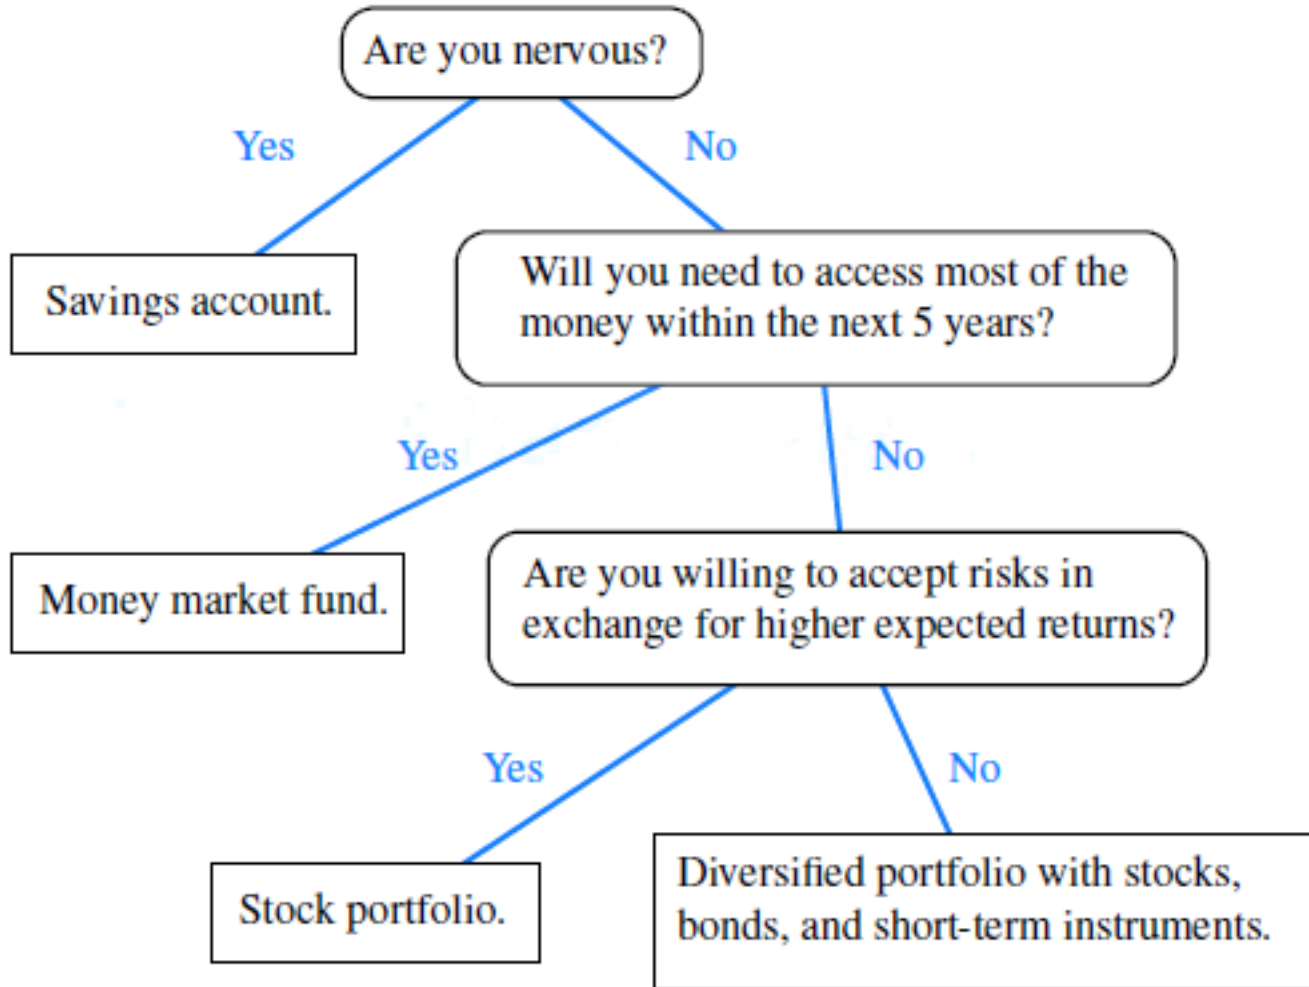 Are you nervous?
Yes
No
Savings account.
Will you need to access most of the
money within the next 5 years?
Yes
No
Money market fund.
Are you willing to accept risks in
exchange for higher expected returns?
Yes
No
Stock portfolio.
Diversified portfolio with stocks,
bonds, and short-term instruments.